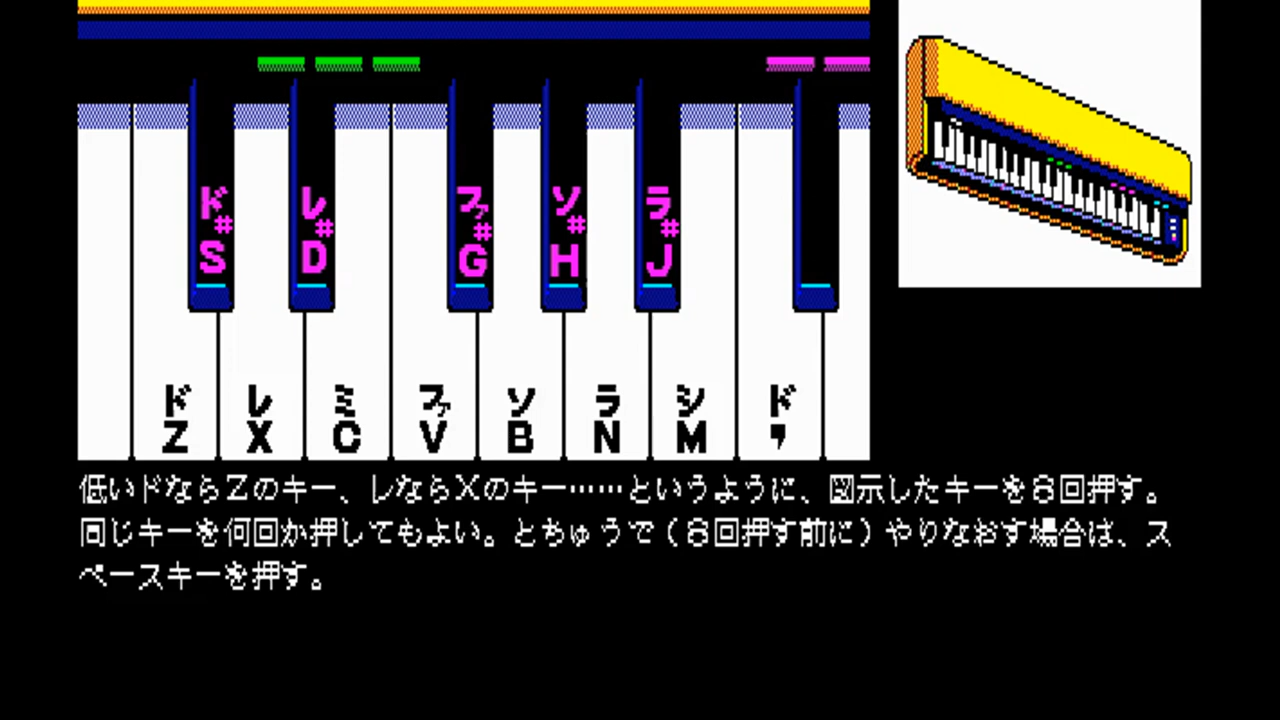 ド# レ# ファ# ソ# ラ#
S D G H J
ド レ ミ ファ ソ ラ シ ド
Z X C V B N M ,
低いドならZのキー、レならXのキー……というように、図示したキーを8回押す。
同じキーを何回か押してもよい。とちゅうで(8回押す前に)やりなおす場合は、ス
ペースキーを押す。